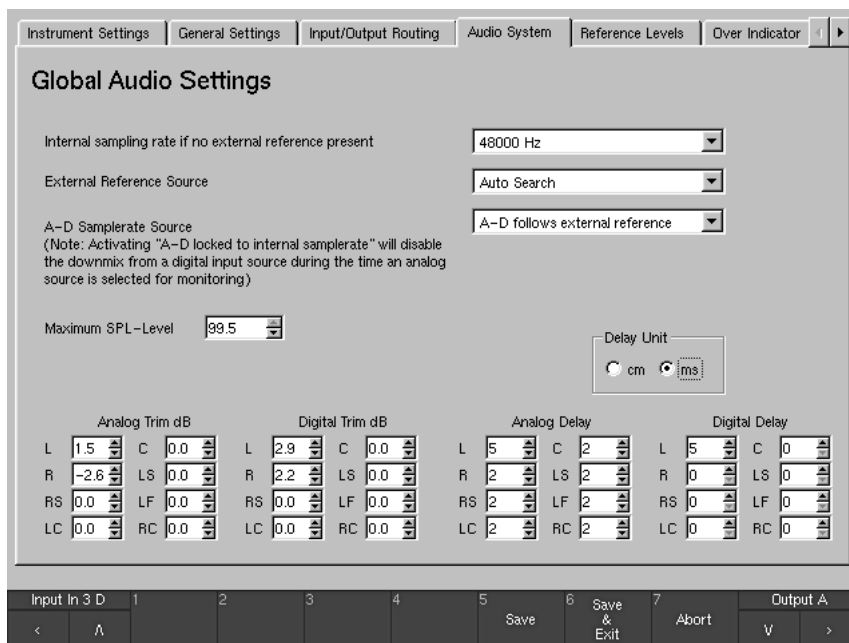 Instrument Settings General Settings Input/Output Routing Audio System Reference Levels Over Indicator
Global Audio Settings
Internal sampling rate if no external reference present 48000 Hz
External Reference Source Auto Search
A-D Samplerate Source A-D follows external reference
(Note: Activating "A-D locked to internal samplerate" will disable
the downmix from a digital input source during the time an analog
source is selected for monitoring)
Maximum SPL-Level 99.5
Delay Unit
cm ms
Analog Trim dB Digital Trim dB Analog Delay Digital Delay
L 1.5 C 0.0 L 2.9 C 0.0 L 5 C 2 L 5 C 0
R -2.6 LS 0.0 R 2.2 LS 0.0 R 2 LS 2 R 0 LS 0
RS 0.0 LF 0.0 RS 0.0 LF 0.0 RS 2 LF 2 RS 0 LF 0
LC 0.0 RC 0.0 LC 0.0 RC 0.0 LC 2 RC 2 LC 0 RC 0
Input In 3 D 1 2 3 4 5 6 7 Output A
< Λ Save Save & Exit Abort V >